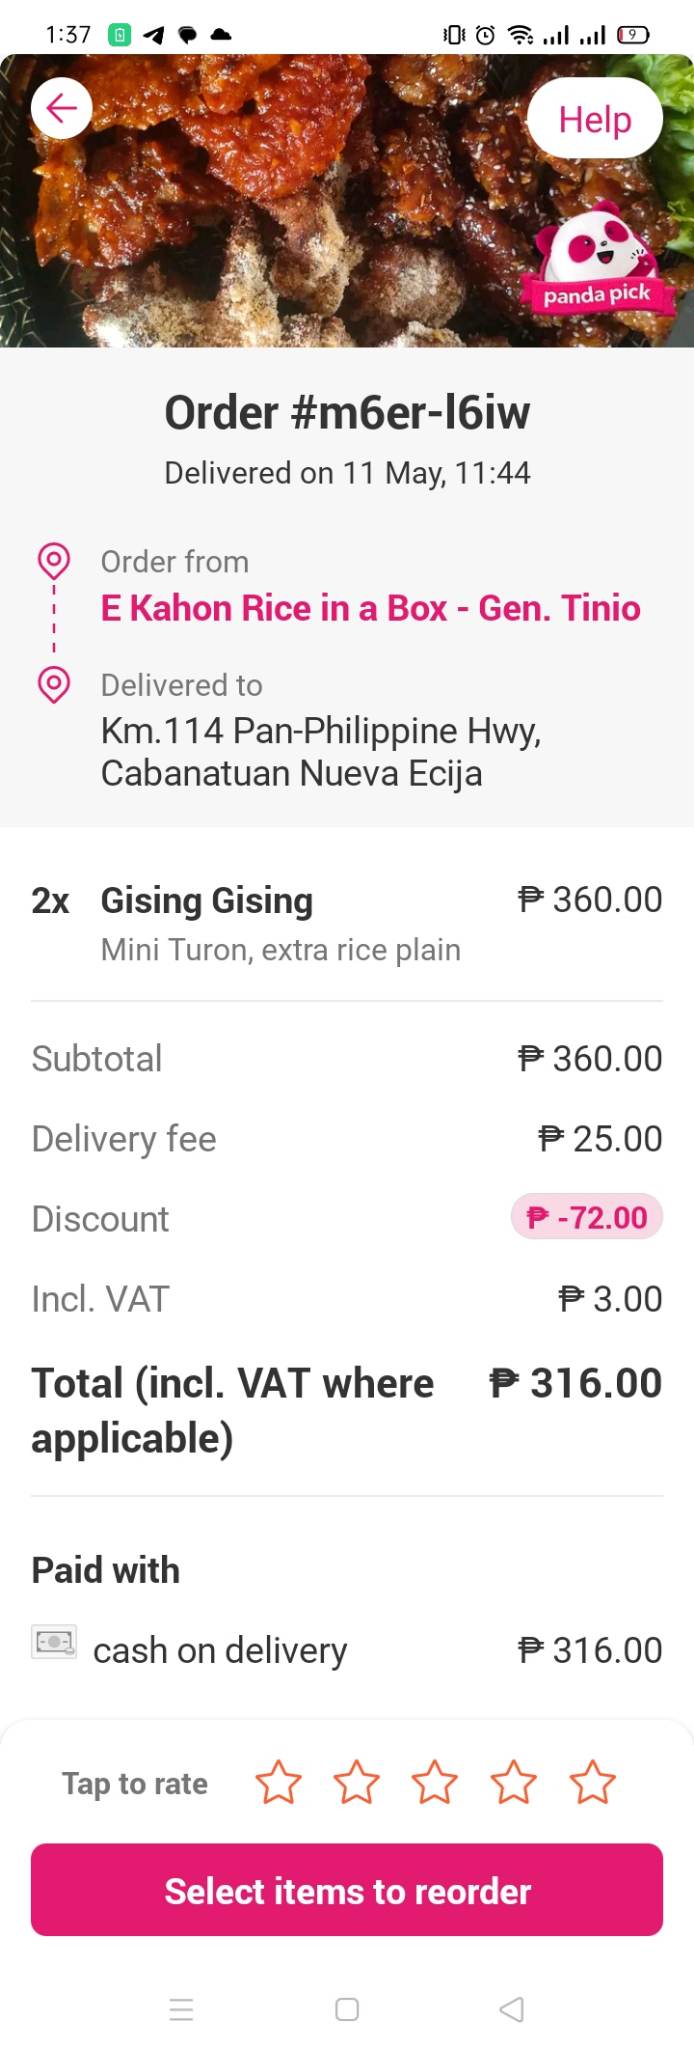 1:37
9
Help
panda pick
Order #m6er-l6iw
Delivered on 11 May, 11:44
Order from
E Kahon Rice in a Box - Gen. Tinio
Delivered to
Km.114 Pan-Philippine Hwy,
Cabanatuan Nueva Ecija
2x Gising Gising ₱ 360.00
Mini Turon, extra rice plain
Subtotal ₱ 360.00
Delivery fee ₱ 25.00
Discount ₱ -72.00
Incl. VAT ₱ 3.00
Total (incl. VAT where ₱ 316.00
applicable)
Paid with
cash on delivery ₱ 316.00
Tap to rate
Select items to reorder